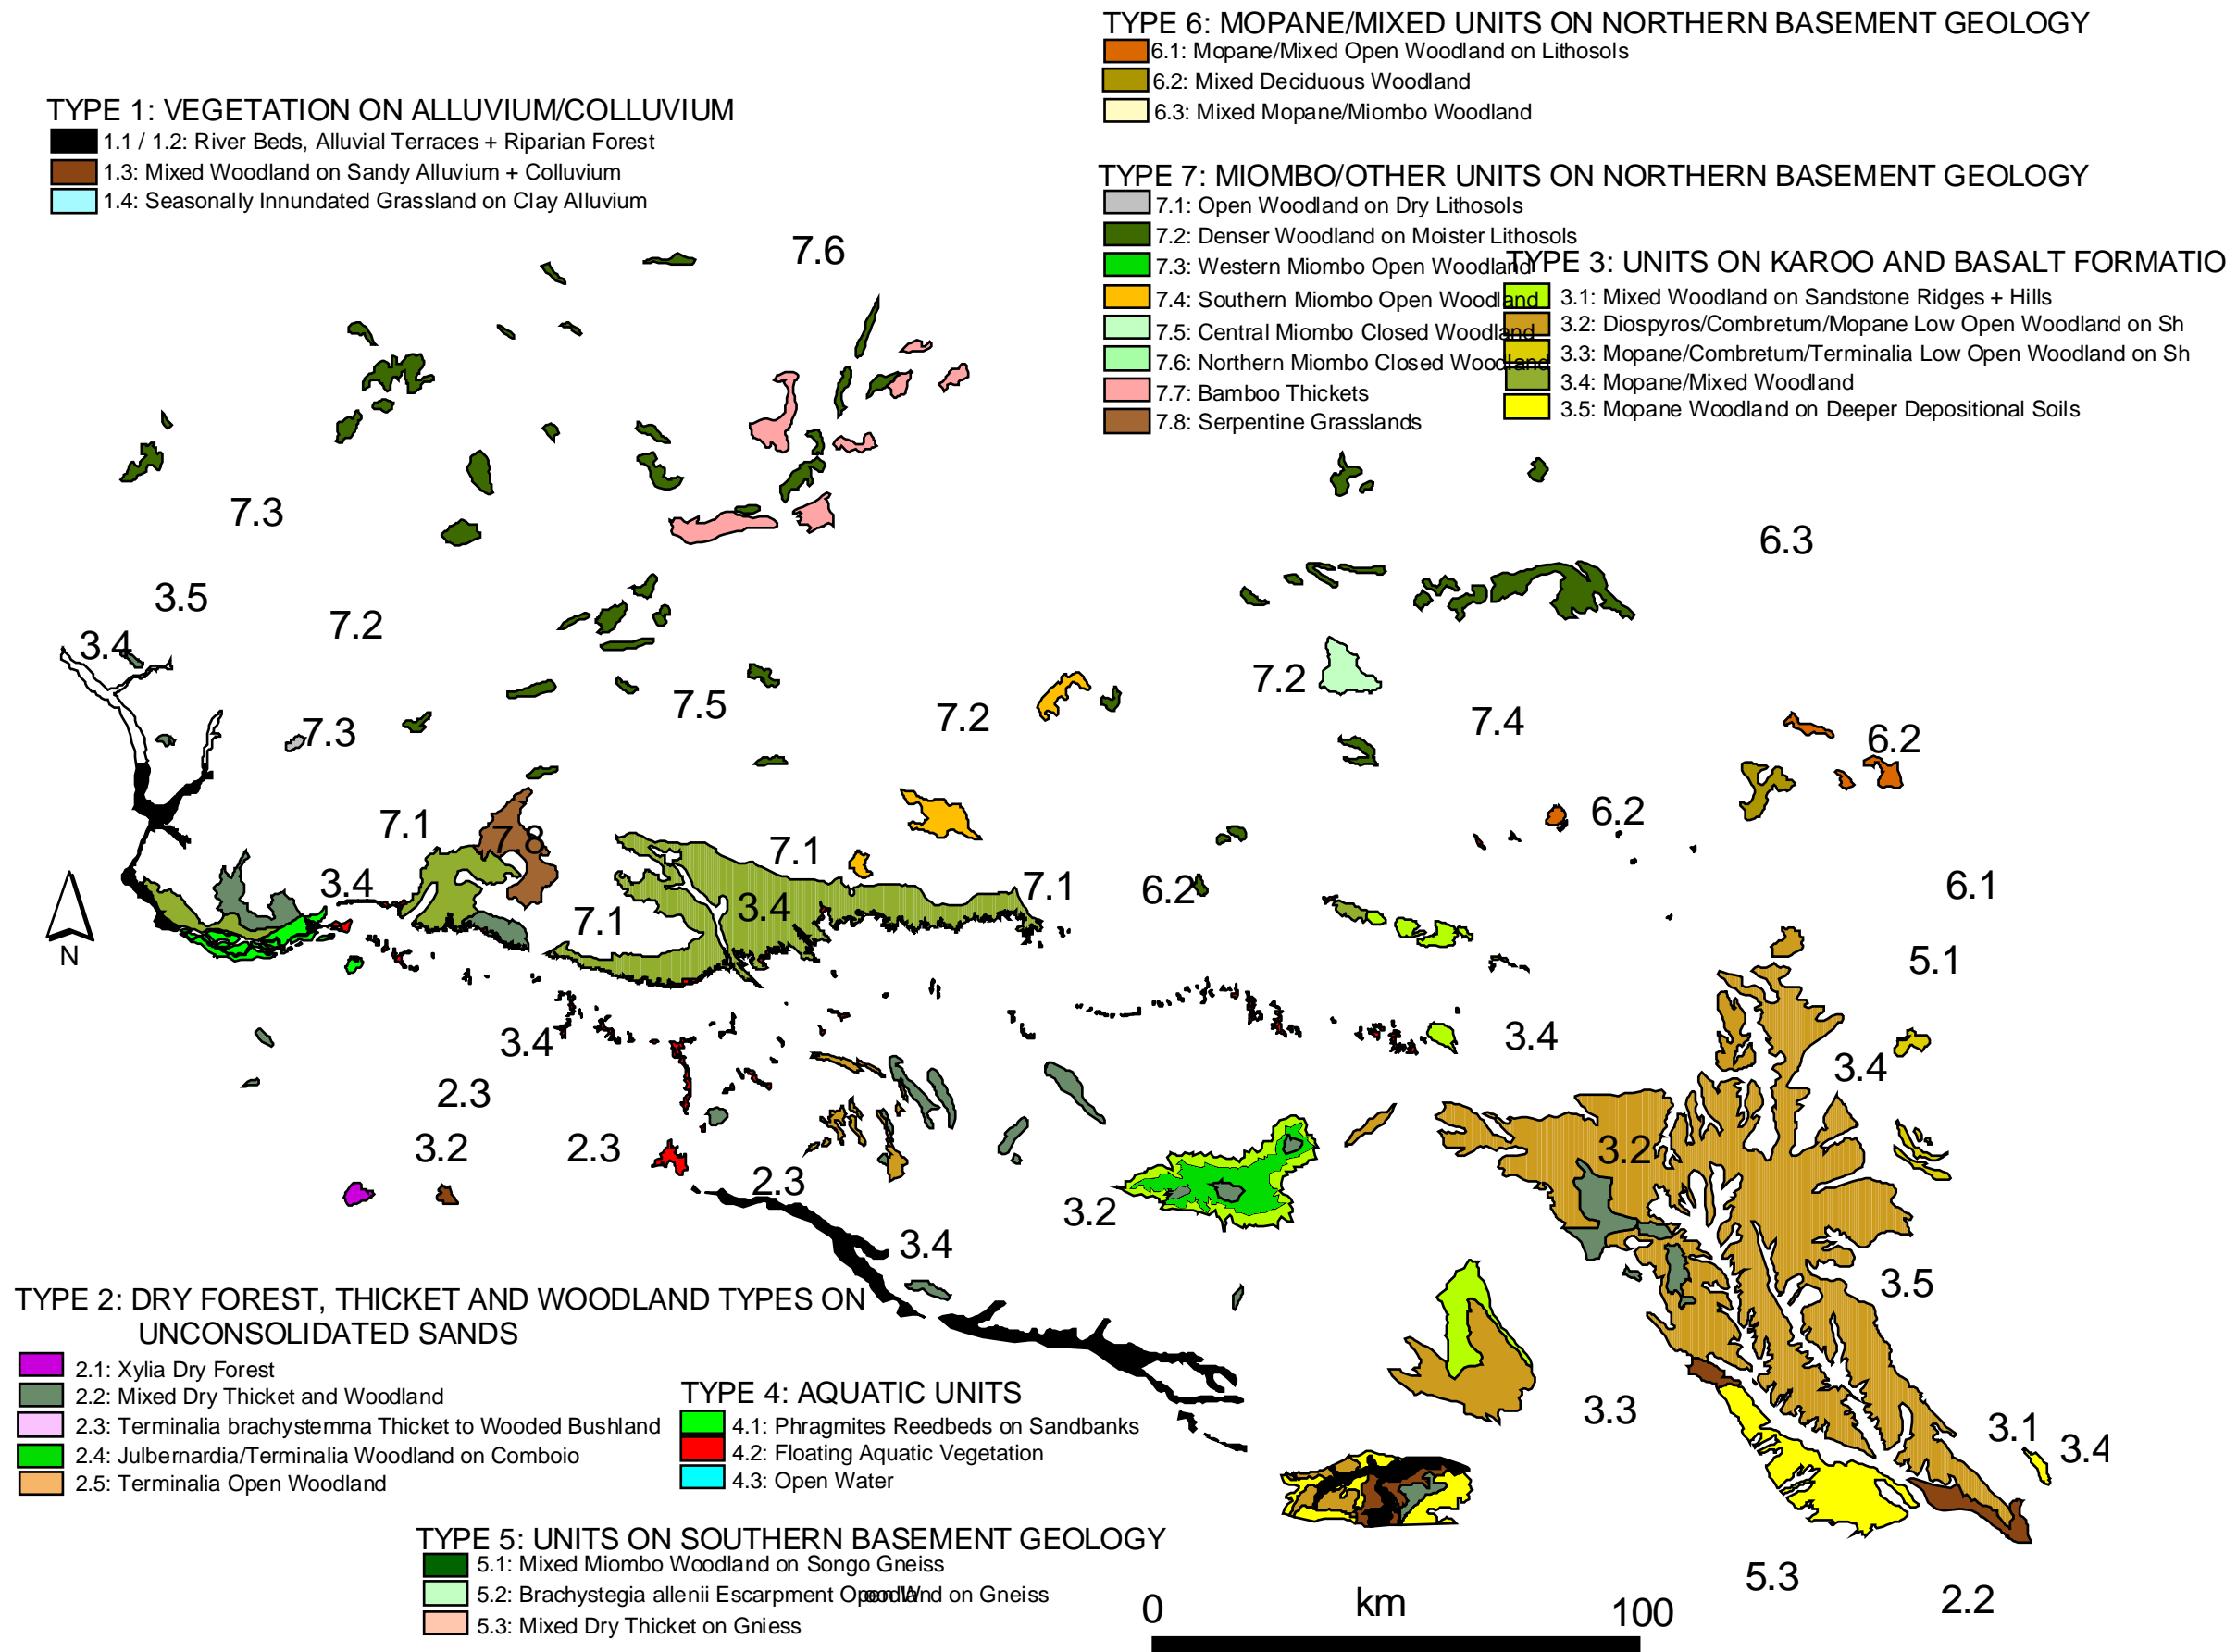 TYPE 6: MOPANE/MIXED UNITS ON NORTHERN BASEMENT GEOLOGY
6.1: Mopane/Mixed Open Woodland on Lithosols
6.2: Mixed Deciduous Woodland
6.3: Mixed Mopane/Miombo Woodland
TYPE 1: VEGETATION ON ALLUVIUM/COLLUVIUM
1.1 / 1.2: River Beds, Alluvial Terraces + Riparian Forest
1.3: Mixed Woodland on Sandy Alluvium + Colluvium
1.4: Seasonally Innundated Grassland on Clay Alluvium
TYPE 7: MIOMBO/OTHER UNITS ON NORTHERN BASEMENT GEOLOGY
7.1: Open Woodland on Dry Lithosols
7.2: Denser Woodland on Moister Lithosols
7.3: Western Miombo Open Woodland
7.4: Southern Miombo Open Woodland
7.5: Central Miombo Closed Woodland
7.6: Northern Miombo Closed Woodland
7.7: Bamboo Thickets
7.8: Serpentine Grasslands
TYPE 3: UNITS ON KAROO AND BASALT FORMATIO
3.1: Mixed Woodland on Sandstone Ridges + Hills
3.2: Diospyros/Combretum/Mopane Low Open Woodland on Sh
3.3: Mopane/Combretum/Terminalia Low Open Woodland on Sh
3.4: Mopane/Mixed Woodland
3.5: Mopane Woodland on Deeper Depositional Soils
7.6
7.3
6.3
3.5
7.2
3.4
7.2
7.5
7.2
7.4
7.3
6.2
6.2
7.1
7.8
7.1
3.4
7.1
6.2
6.1
3.4
7.1
N
5.1
3.4
3.4
3.4
2.3
3.2
2.3
3.2
2.3
3.2
3.4
3.5
3.3
3.1
3.4
5.3
2.2
TYPE 2: DRY FOREST, THICKET AND WOODLAND TYPES ON
UNCONSOLIDATED SANDS
2.1: Xylia Dry Forest
2.2: Mixed Dry Thicket and Woodland
2.3: Terminalia brachystemma Thicket to Wooded Bushland
2.4: Julbernardia/Terminalia Woodland on Comboio
2.5: Terminalia Open Woodland
TYPE 4: AQUATIC UNITS
4.1: Phragmites Reedbeds on Sandbanks
4.2: Floating Aquatic Vegetation
4.3: Open Water
TYPE 5: UNITS ON SOUTHERN BASEMENT GEOLOGY
5.1: Mixed Miombo Woodland on Songo Gneiss
5.2: Brachystegia allenii Escarpment on Gneiss
5.3: Mixed Dry Thicket on Gniess
0 km 100